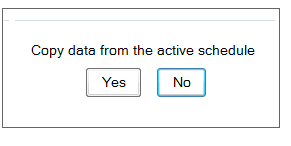 Copy data from the active schedule
Yes No